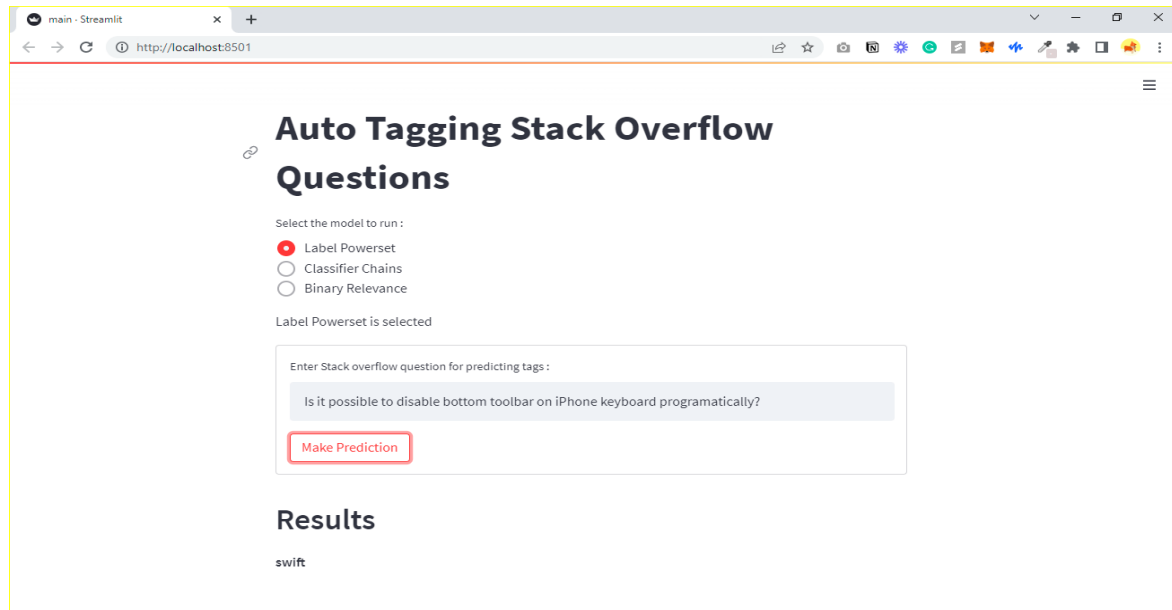 main - Streamlit
http://localhost:8501
Auto Tagging Stack Overflow
Questions
Select the model to run :
Label Powerset
Classifier Chains
Binary Relevance
Label Powerset is selected
Enter Stack overflow question for predicting tags :
Is it possible to disable bottom toolbar on iPhone keyboard programatically?
Make Prediction
Results
swift